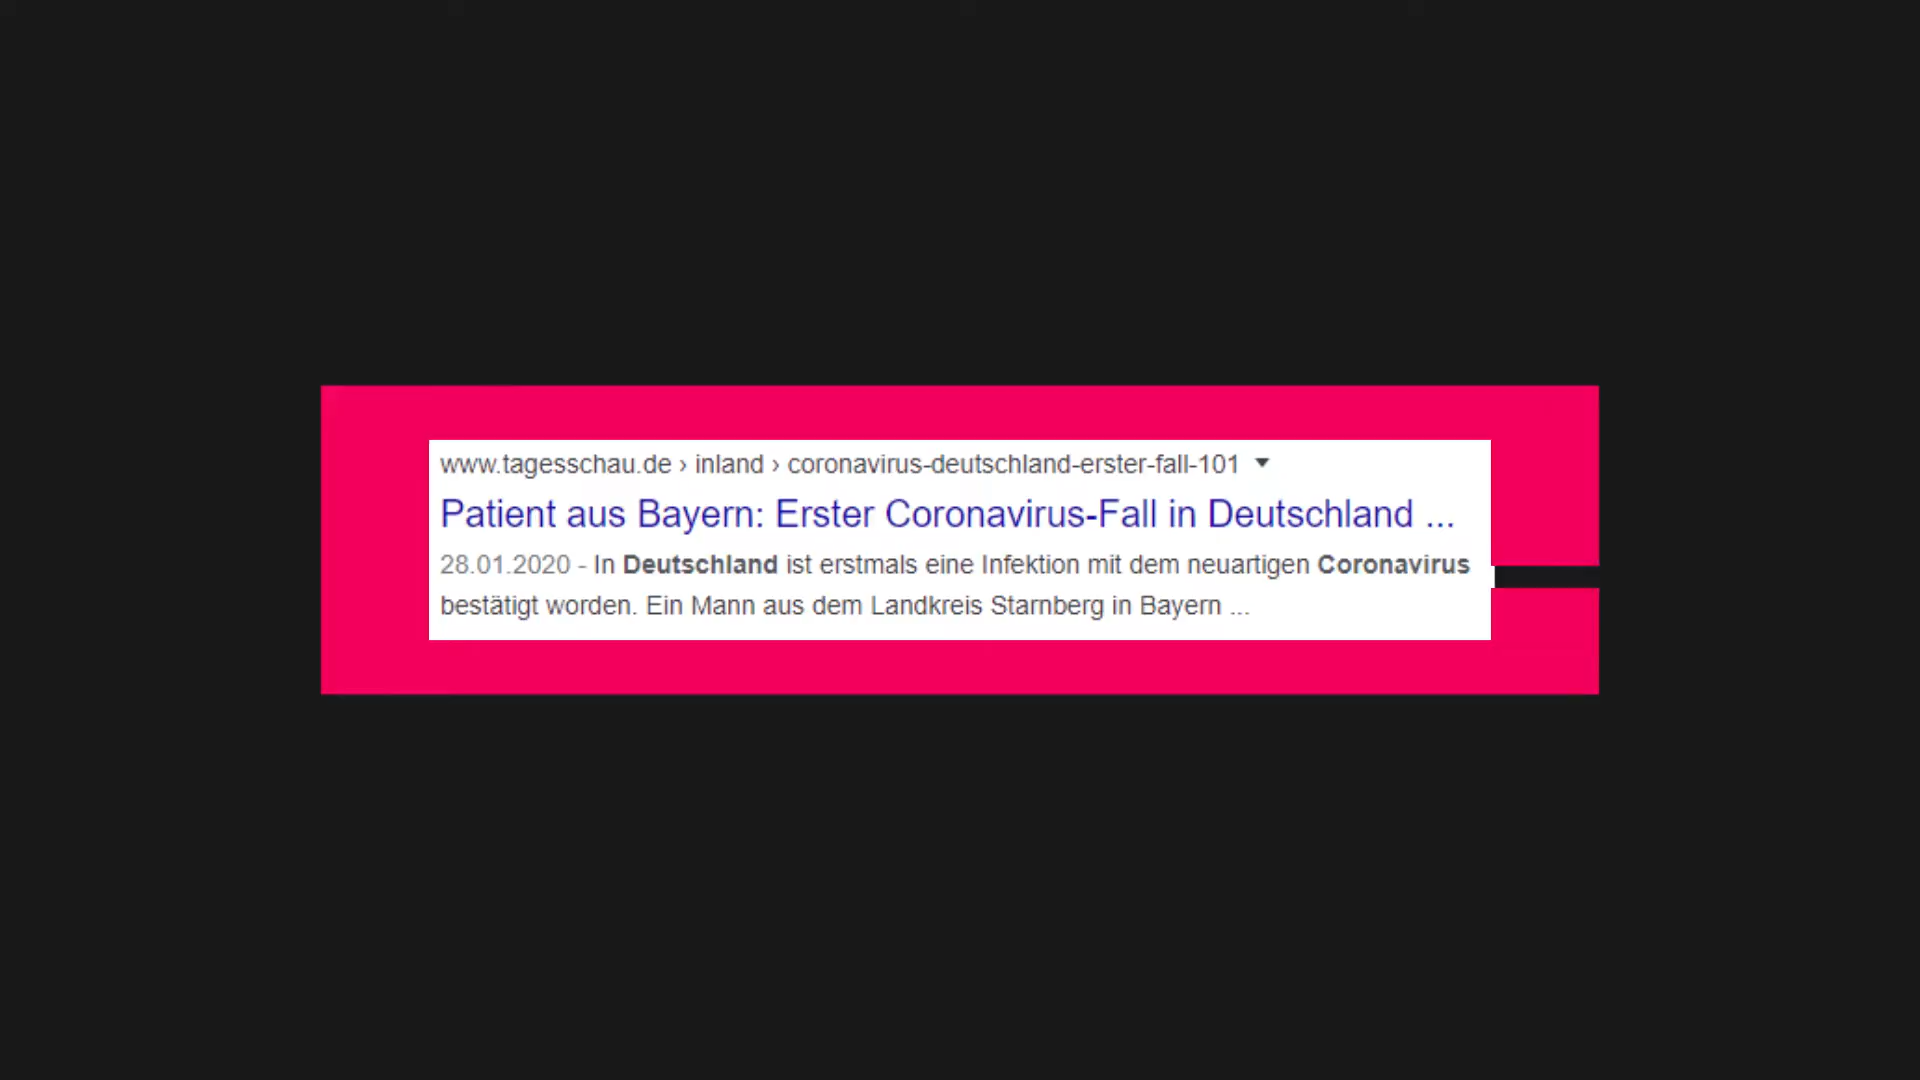 www.tagesschau.de › inland › coronavirus-deutschland-erster-fall-101
Patient aus Bayern: Erster Coronavirus-Fall in Deutschland ...
28.01.2020 - In Deutschland ist erstmals eine Infektion mit dem neuartigen Coronavirus
bestätigt worden. Ein Mann aus dem Landkreis Starnberg in Bayern ...